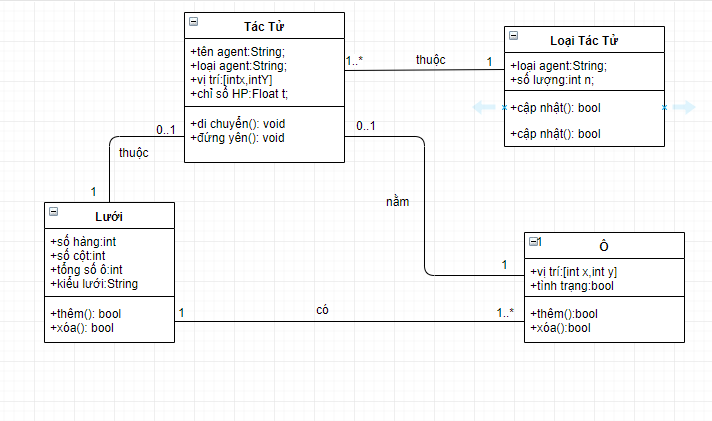 Tác Tử
+tên agent:String;
+loại agent:String;
+vị trí:[intx,intY]
+chỉ số HP:Float t;
+di chuyển(): void
+đứng yên(): void
1..*
thuộc
1
Loại Tác Tử
+loại agent:String;
+số lượng:int n;
+cập nhật(): bool
+cập nhật(): bool
0..1
thuộc
1
0..1
nằm
1
Lưới
+số hàng:int
+số cột:int
+tổng số ô:int
+kiểu lưới:String
+thêm(): bool
+xóa(): bool
1
có
1..*
1
Ô
+vị trí:[int x,int y]
+tình trạng:bool
+thêm():bool
+xóa():bool